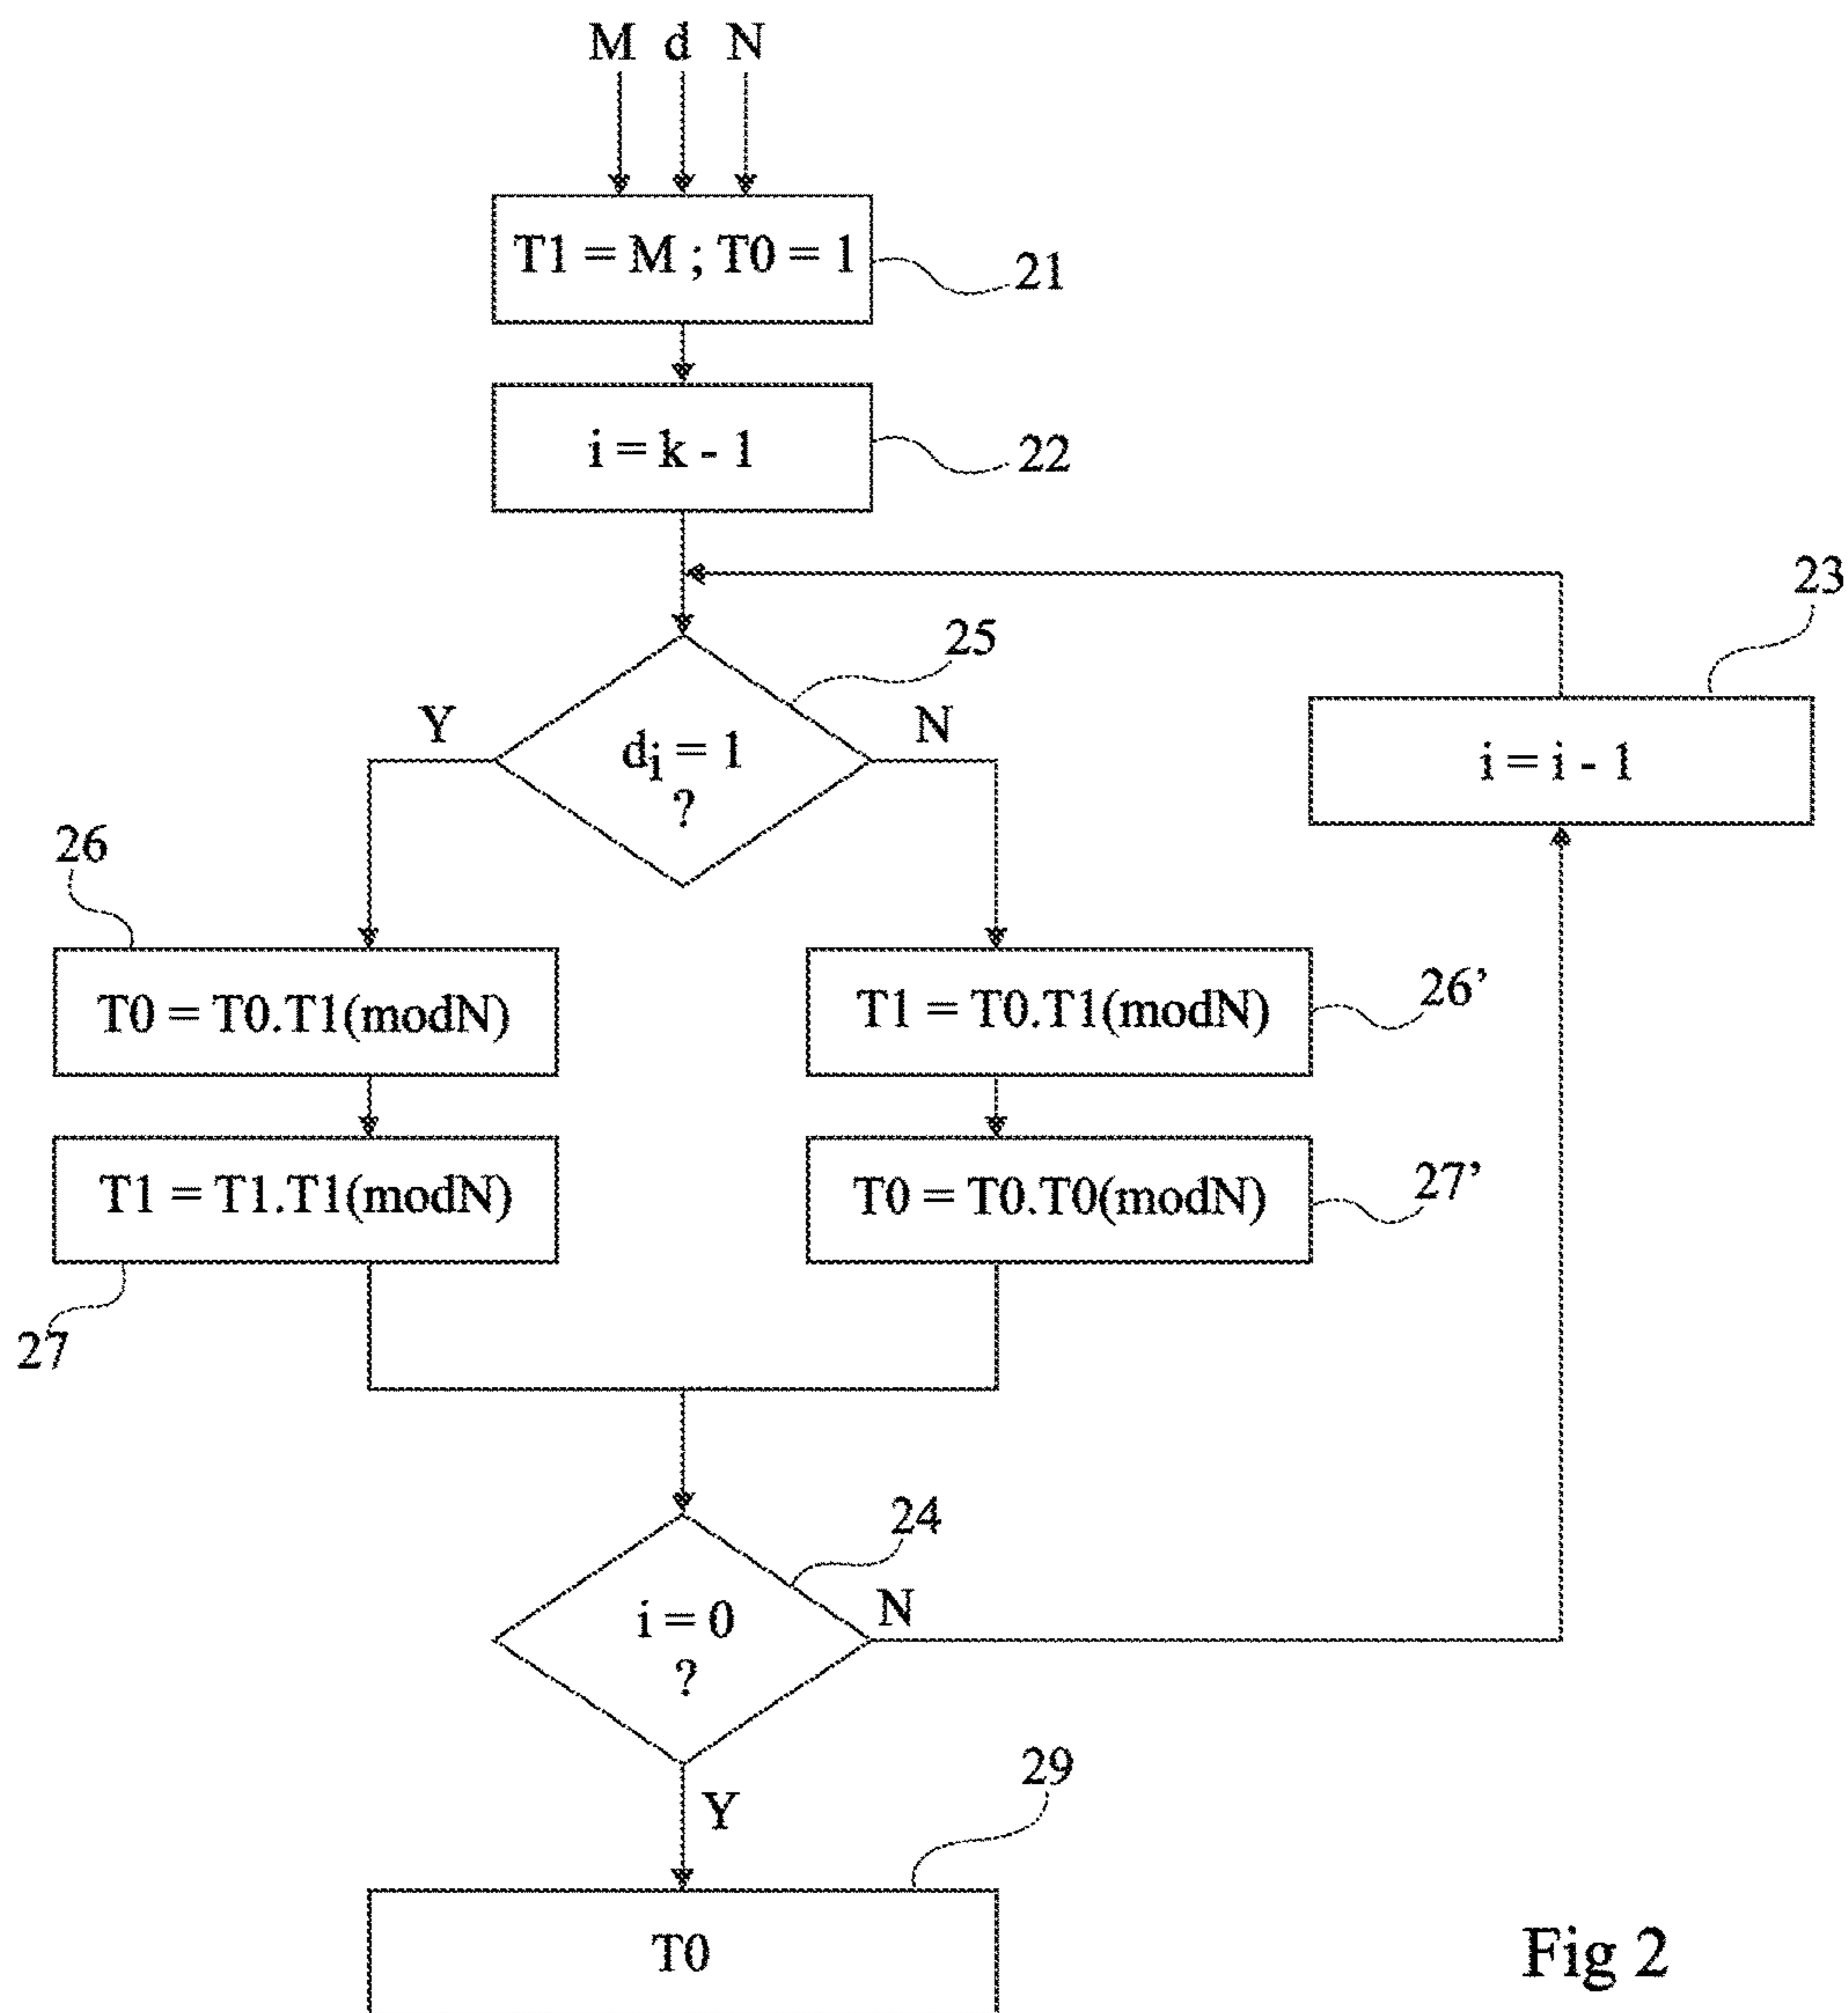 M d N
T1 = M ; T0 = 1
21
i = k - 1
22
23
25
Y
N
di = 1
?
i = i - 1
26
T0 = T0.T1(modN)
T1 = T0.T1(modN)
26’
T1 = T1.T1(modN)
T0 = T0.T0(modN)
27’
27
24
i = 0
?
N
Y
29
T0
Fig 2